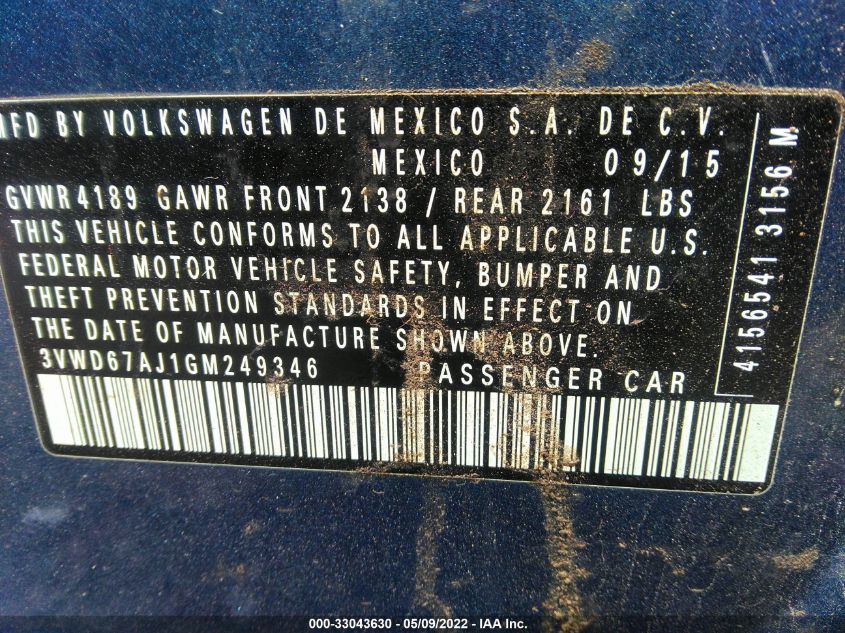 MFD BY VOLKSWAGEN DE MEXICO S.A. DE C.V.
MEXICO 09/15
GVWR 4189 GAWR FRONT 2138 / REAR 2161 LBS
THIS VEHICLE CONFORMS TO ALL APPLICABLE U.S.
FEDERAL MOTOR VEHICLE SAFETY, BUMPER AND
THEFT PREVENTION STANDARDS IN EFFECT ON
THE DATE OF MANUFACTURE SHOWN ABOVE.
3VWD67AJ1GM249346 PASSENGER CAR
4156541 3156 M
000-33043630 - 05/09/2022 - IAA Inc.